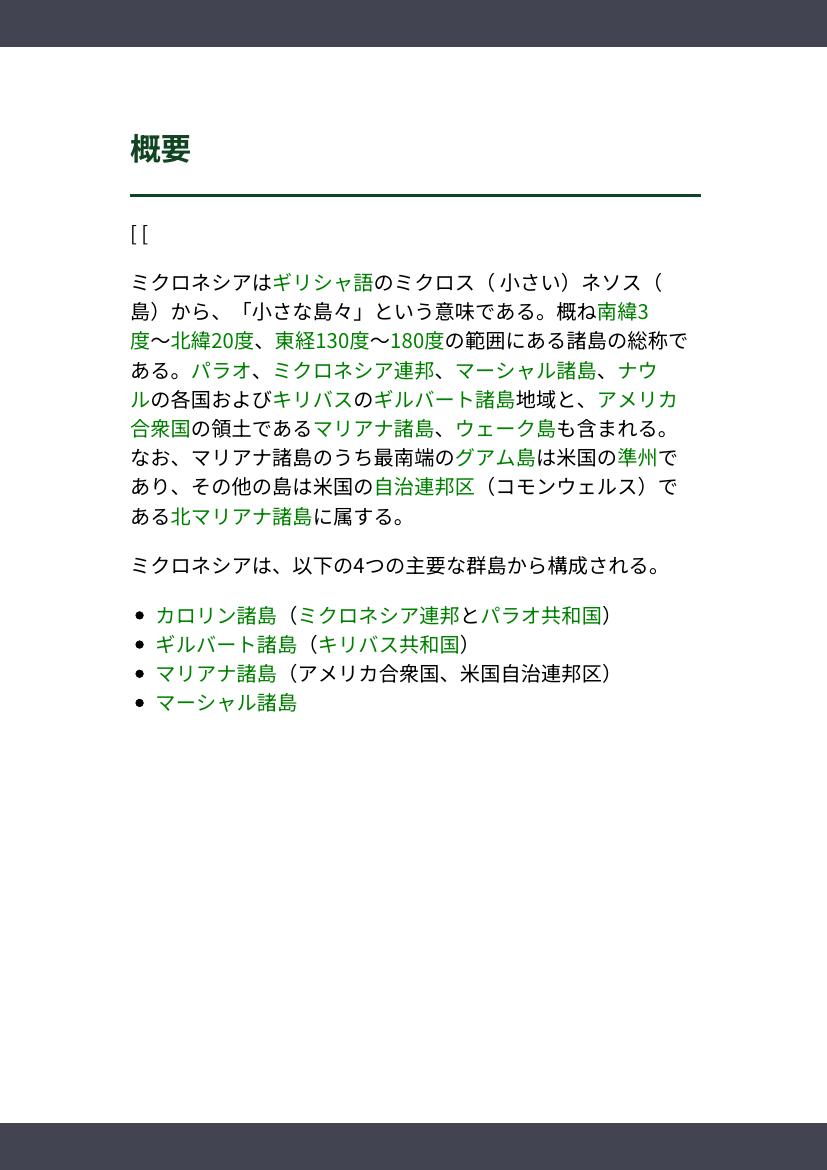 概要
[ [
ミクロネシアはギリシャ語のミクロス（ 小さい）ネソス（
島）から、「小さな島々」という意味である。概ね南緯3
度～北緯20度、東経130度～180度の範囲にある諸島の総称で
ある。パラオ、ミクロネシア連邦、マーシャル諸島、ナウ
ルの各国およびキリバスのギルバート諸島地域と、アメリカ
合衆国の領土であるマリアナ諸島、ウェーク島も含まれる。
なお、マリアナ諸島のうち最南端のグアム島は米国の準州で
あり、その他の島は米国の自治連邦区（コモンウェルス）で
ある北マリアナ諸島に属する。
ミクロネシアは、以下の4つの主要な群島から構成される。
• カロリン諸島（ミクロネシア連邦とパラオ共和国）
• ギルバート諸島（キリバス共和国）
• マリアナ諸島（アメリカ合衆国、米国自治連邦区）
• マーシャル諸島